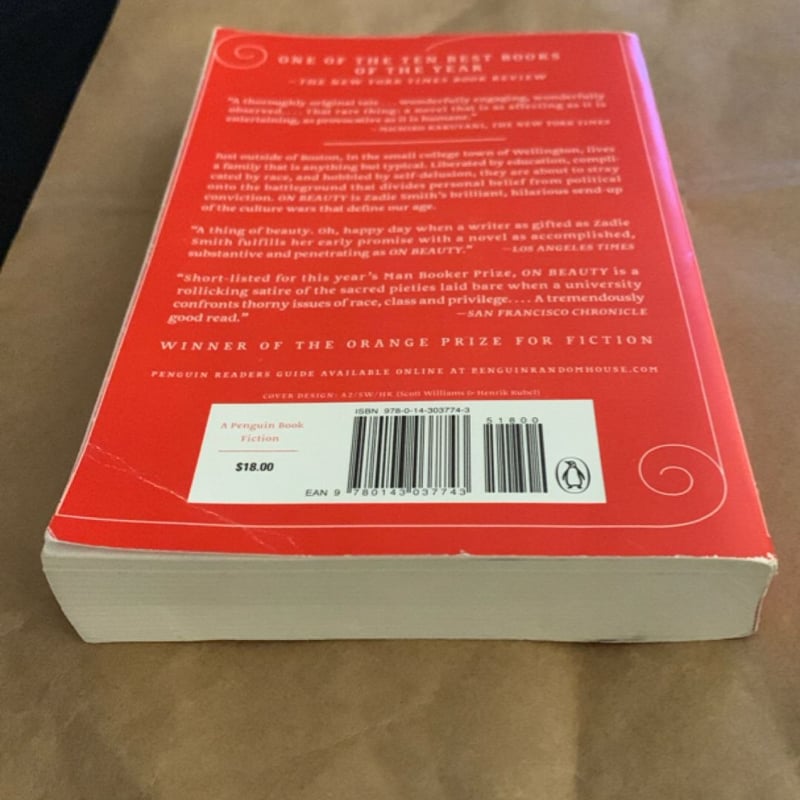 ONE OF THE TEN BEST BOOKS
OF THE YEAR
—THE NEW YORK TIMES BOOK REVIEW
"A thoroughly original tale . . . wonderfully engaging, wonderfully
observed. . . . That rare thing: a novel that is as affecting as it is
entertaining, as provocative as it is humane."
—MICHIKO KAKUTANI, THE NEW YORK TIMES
Just outside of Boston, in the small college town of Wellington, lives
a family that is anything but typical. Liberated by education, compli-
cated by race, and hobbled by self-delusion, they are about to stray
onto the battleground that divides personal belief from political
conviction. ON BEAUTY is Zadie Smith's brilliant, hilarious send-up
of the culture wars that define our age.
"A thing of beauty. Oh, happy day when a writer as gifted as Zadie
Smith fulfills her early promise with a novel as accomplished,
substantive and penetrating as ON BEAUTY." —LOS ANGELES TIMES
"Short-listed for this year's Man Booker Prize, ON BEAUTY is a
rollicking satire of the sacred pieties laid bare when a university
confronts thorny issues of race, class and privilege. . . . A tremendously
good read." —SAN FRANCISCO CHRONICLE
WINNER OF THE ORANGE PRIZE FOR FICTION
PENGUIN READERS GUIDE AVAILABLE ONLINE AT PENGUINRANDOMHOUSE.COM
COVER DESIGN: A2/SW/HK (Scott Williams & Henrik Kubel)
A Penguin Book
Fiction
$18.00
ISBN 978-0-14-303774-3
51800
EAN 9 780143 037743